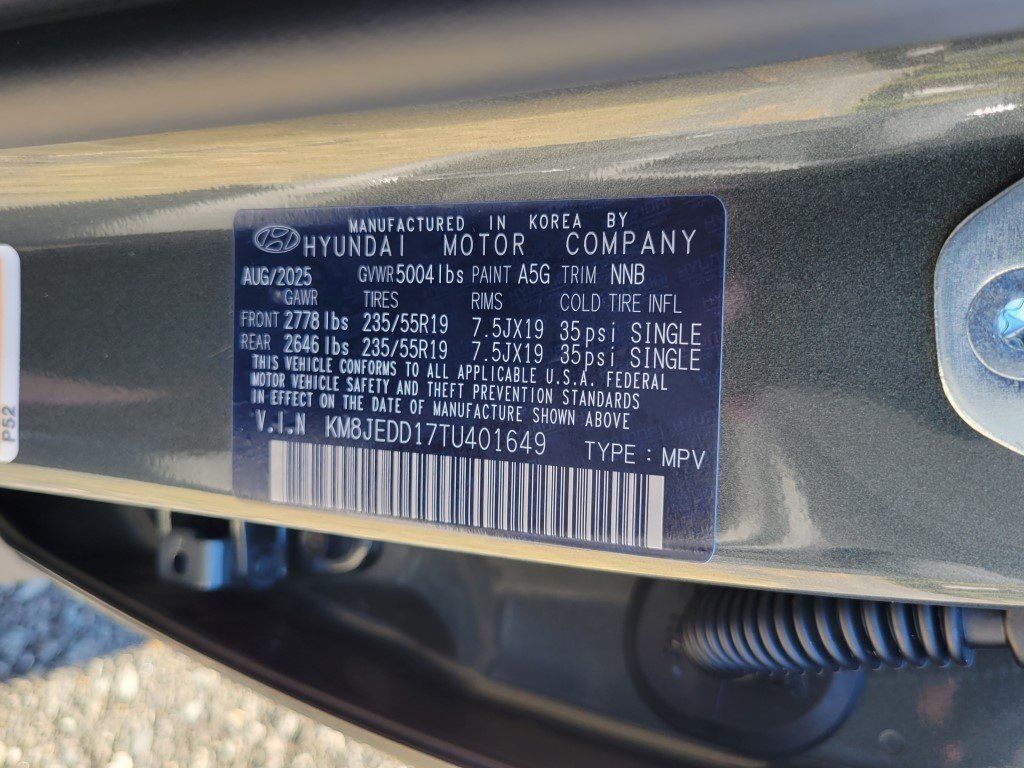 MANUFACTURED IN KOREA BY
HYUNDAI MOTOR COMPANY
AUG/2025 GVWR 5004 lbs PAINT A5G TRIM NNB
GAWR TIRES RIMS COLD TIRE INFL
FRONT 2778 lbs 235/55R19 7.5JX19 35psi SINGLE
REAR 2646 lbs 235/55R19 7.5JX19 35psi SINGLE
THIS VEHICLE CONFORMS TO ALL APPLICABLE U.S.A. FEDERAL
MOTOR VEHICLE SAFETY AND THEFT PREVENTION STANDARDS
IN EFFECT ON THE DATE OF MANUFACTURE SHOWN ABOVE
V.I.N KM8JEDD17TU401649 TYPE : MPV
P52